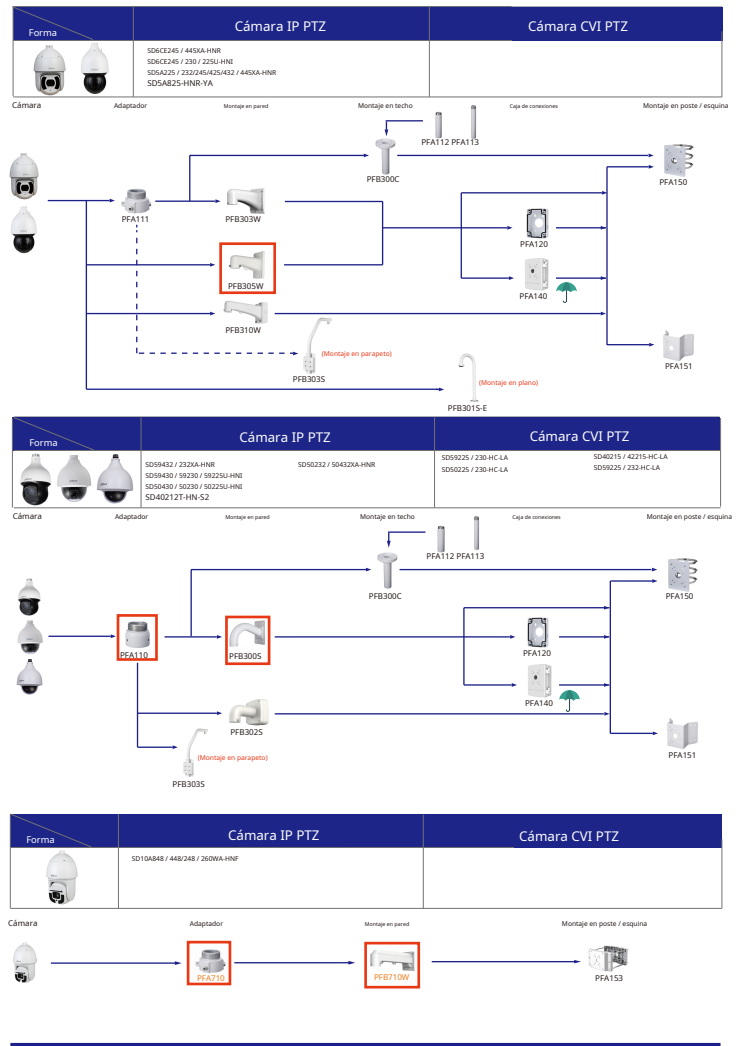 Forma
Cámara IP PTZ
Cámara CVI PTZ
SD6CE245 / 445XA-HNR
SD6CE245 / 230 / 225U-HNI
SD5A225 / 232/245/425/432 / 445XA-HNR
SD5A825-HNR-YA
Cámara
Adaptador
Montaje en pared
Montaje en techo
Caja de conexiones
Montaje en poste / esquina
PFA112 PFA113
PFB300C
PFA150
PFA111
PFB303W
PFA120
PFB305W
PFA140
PFB310W
(Montaje en parapeto)
PFB303S
PFA151
(Montaje en plano)
PFB301S-E
Forma
Cámara IP PTZ
Cámara CVI PTZ
SD59432 / 232XA-HNR
SD59430 / 59230 / 59225U-HNI
SD50430 / 50230 / 50225U-HNI
SD40212T-HN-S2
SD50232 / 50432XA-HNR
SD59225 / 230-HC-LA
SD50225 / 230-HC-LA
SD40215 / 42215-HC-LA
SD59225 / 232-HC-LA
Cámara
Adaptador
Montaje en pared
Montaje en techo
Caja de conexiones
Montaje en poste / esquina
PFA112 PFA113
PFB300C
PFA150
PFA110
PFB300S
PFA120
PFA140
PFB302S
PFA151
(Montaje en parapeto)
PFB303S
Forma
Cámara IP PTZ
Cámara CVI PTZ
SD10A848 / 448/248 / 260WA-HNF
Cámara
Adaptador
Montaje en pared
Montaje en poste / esquina
PFA710
PFB710W
PFA153